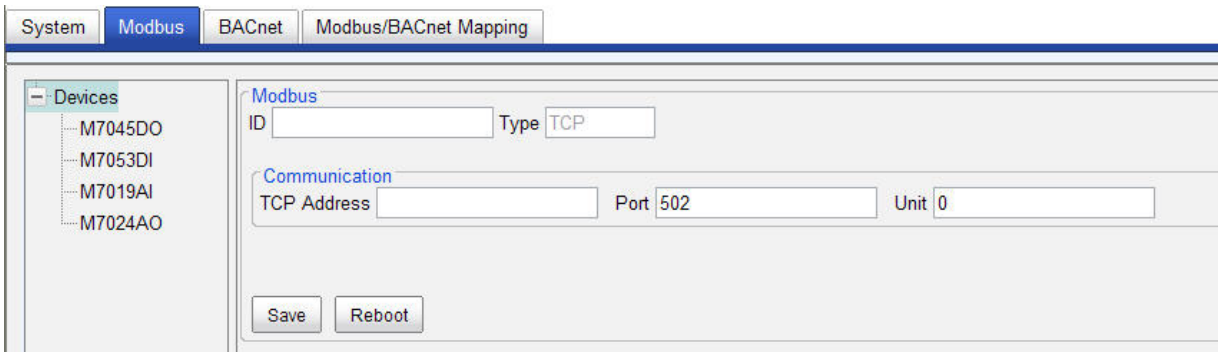 System Modbus BACnet Modbus/BACnet Mapping
Devices
M7045DO
M7053DI
M7019AI
M7024AO
Modbus
ID Type TCP
Communication
TCP Address Port 502 Unit 0
Save Reboot